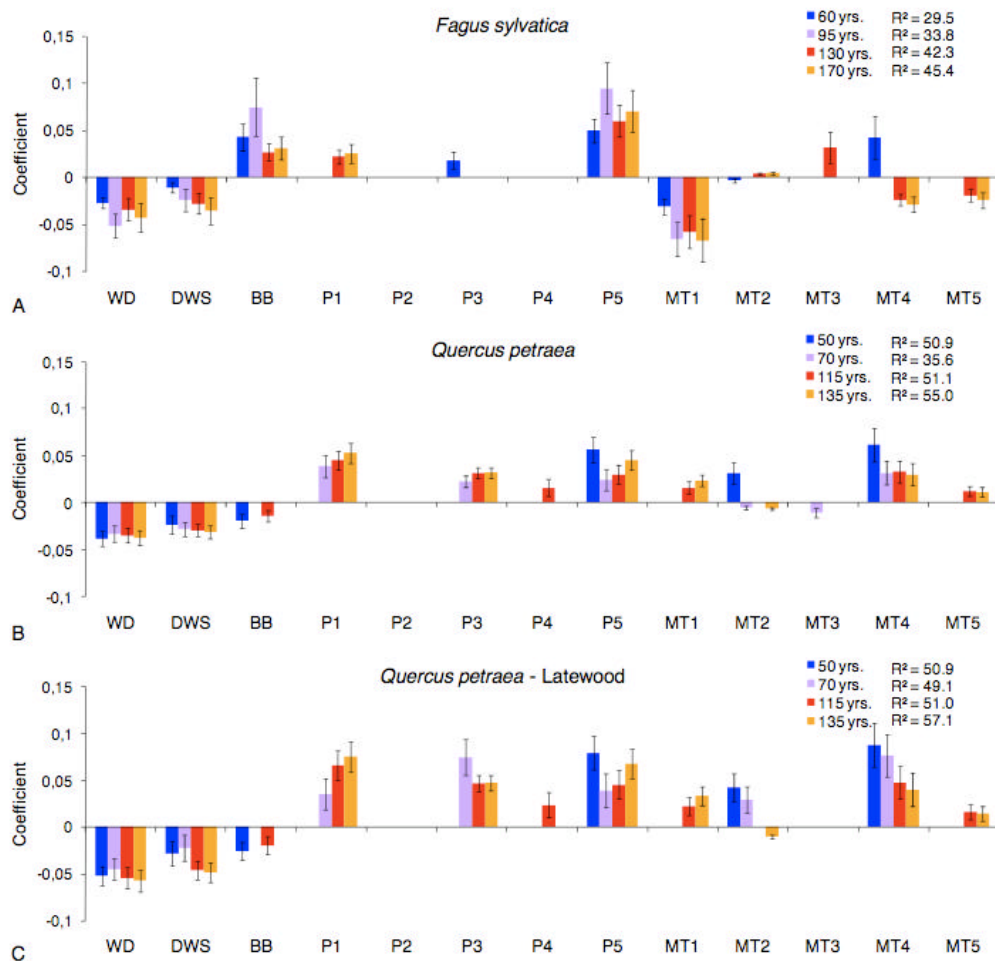 Fagus sylvatica
60 yrs. R² = 29.5
95 yrs. R² = 33.8
130 yrs. R² = 42.3
170 yrs. R² = 45.4
0,15
0,1
0,05
0
-0,05
-0,1
Coefficient
WD DWS BB P1 P2 P3 P4 P5 MT1 MT2 MT3 MT4 MT5
A
Quercus petraea
50 yrs. R² = 50.9
70 yrs. R² = 35.6
115 yrs. R² = 51.1
135 yrs. R² = 55.0
0,15
0,1
0,05
0
-0,05
-0,1
Coefficient
WD DWS BB P1 P2 P3 P4 P5 MT1 MT2 MT3 MT4 MT5
B
Quercus petraea - Latewood
50 yrs. R² = 50.9
70 yrs. R² = 49.1
115 yrs. R² = 51.0
135 yrs. R² = 57.1
0,15
0,1
0,05
0
-0,05
-0,1
Coefficient
WD DWS BB P1 P2 P3 P4 P5 MT1 MT2 MT3 MT4 MT5
C